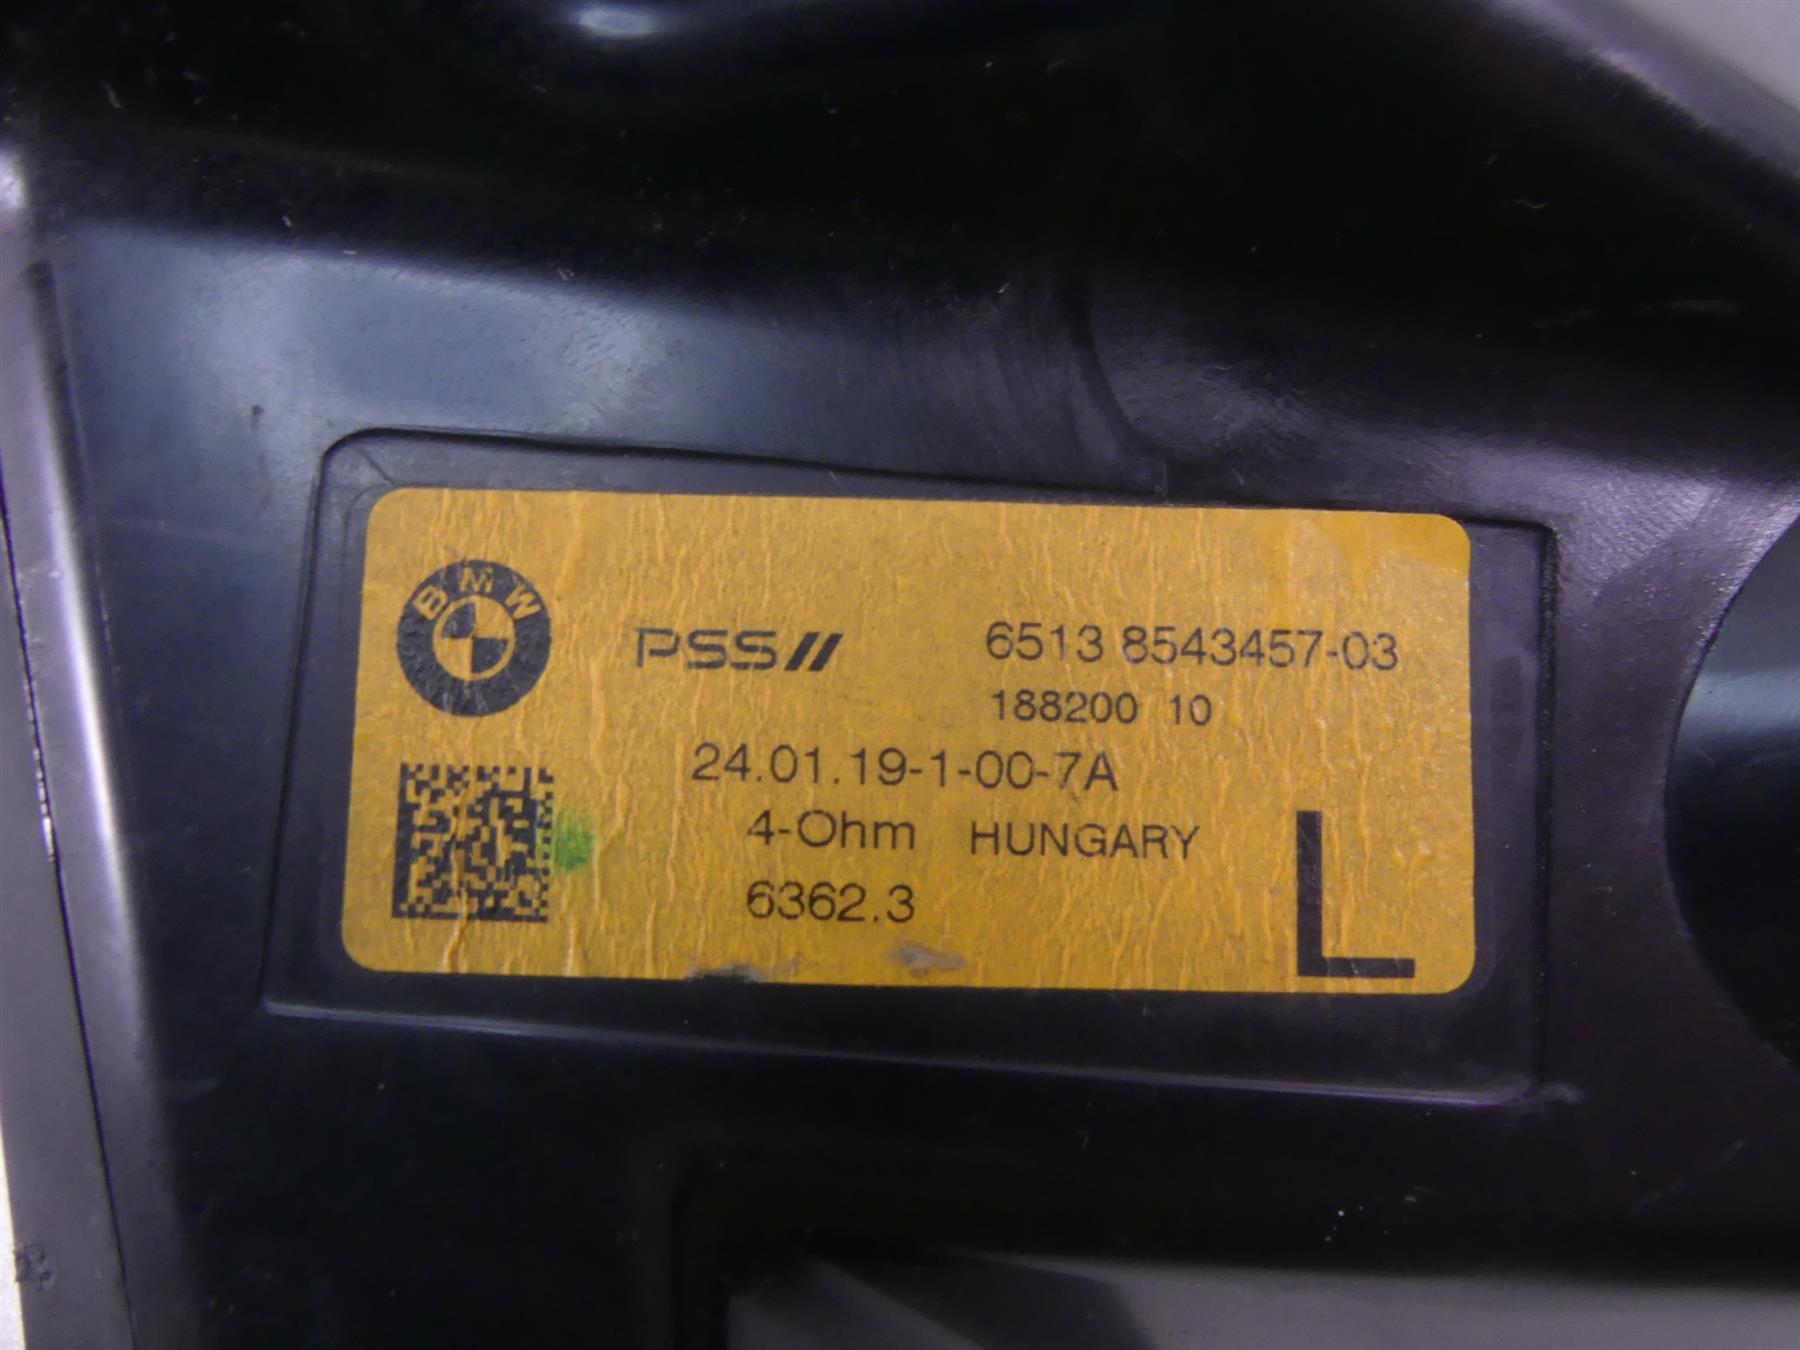 BMW
PSS// 6513 8543457-03
188200 10
24.01.19-1-00-7A
4-Ohm HUNGARY
6362.3
L